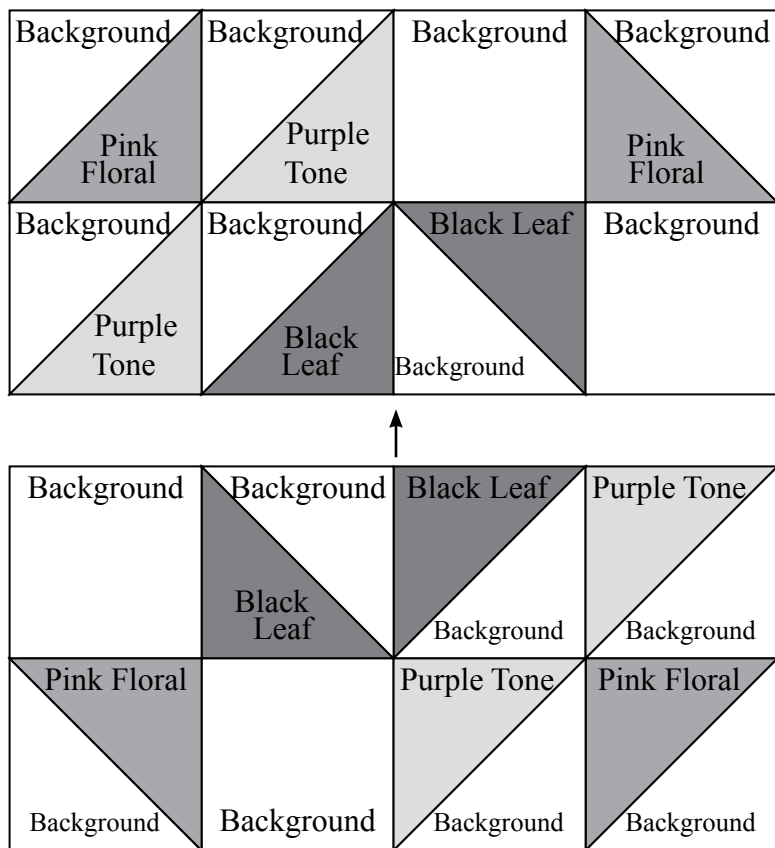 Background Background Background Background
Pink
Floral
Purple
Tone
Pink
Floral
Background Background Black Leaf Background
Purple
Tone
Black
Leaf
Background
Background Background Black Leaf Purple Tone
Black
Leaf
Background Background
Pink Floral Purple Tone Pink Floral
Background Background Background Background